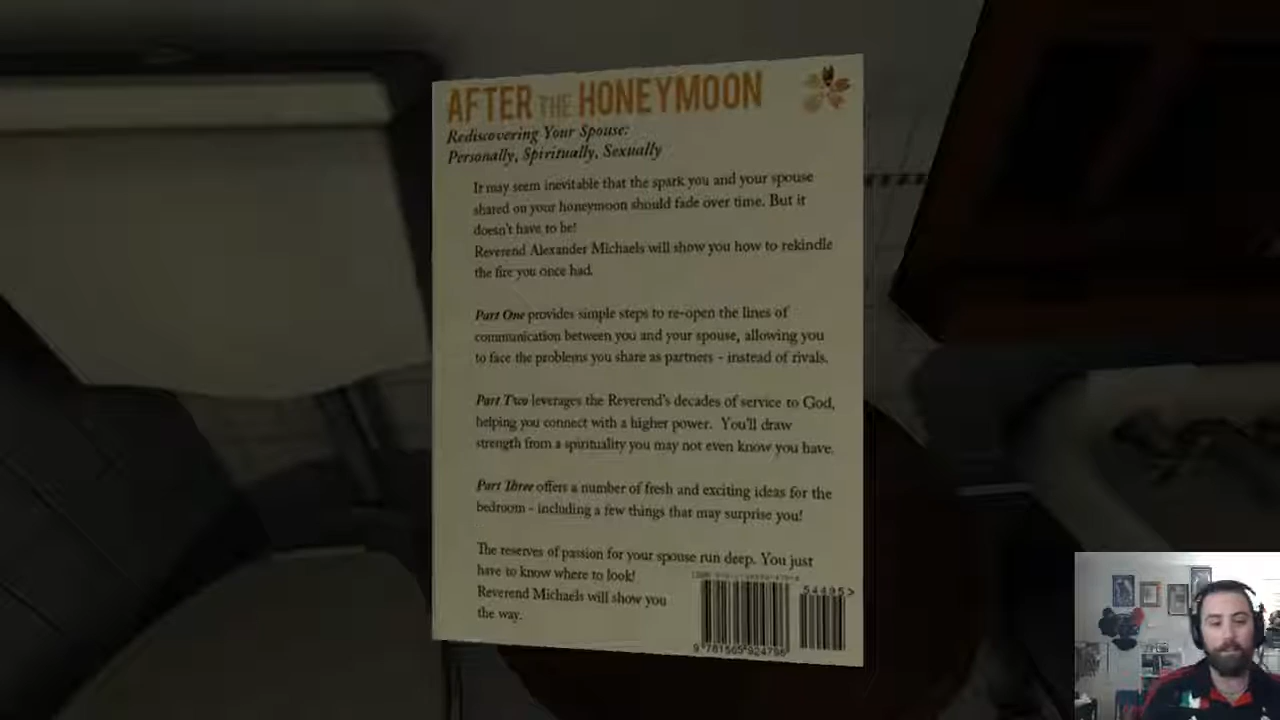 AFTER THE HONEYMOON
Rediscovering Your Spouse:
Personally, Spiritually, Sexually
It may seem inevitable that the spark you and your spouse
shared on your honeymoon should fade over time. But it
doesn't have to be!
Reverend Alexander Michaels will show you how to rekindle
the fire you once had.
Part One provides simple steps to re-open the lines of
communication between you and your spouse, allowing you
to face the problems you share as partners - instead of rivals.
Part Two leverages the Reverend's decades of service to God,
helping you connect with a higher power. You'll draw
strength from a spirituality you may not even know you have.
Part Three offers a number of fresh and exciting ideas for the
bedroom - including a few things that may surprise you!
The reserves of passion for your spouse run deep. You just
have to know where to look!
Reverend Michaels will show you
the way.
ISBN
54495>
9 781565 924796